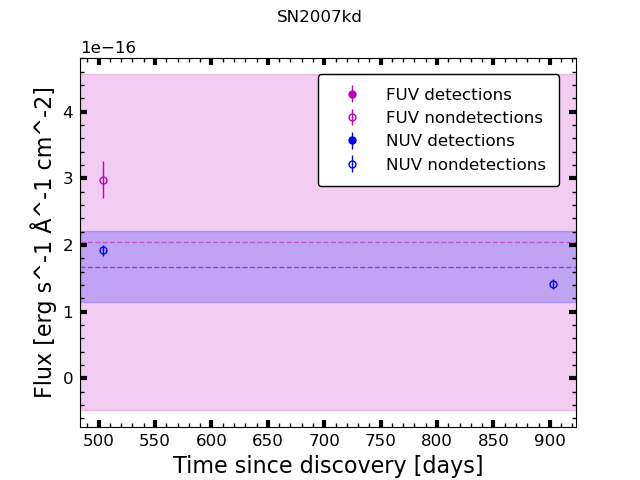 SN2007kd
1e−16
FUV detections
FUV nondetections
NUV detections
NUV nondetections
4
3
2
1
0
Flux [erg s^-1 Å^-1 cm^-2]
500 550 600 650 700 750 800 850 900
Time since discovery [days]